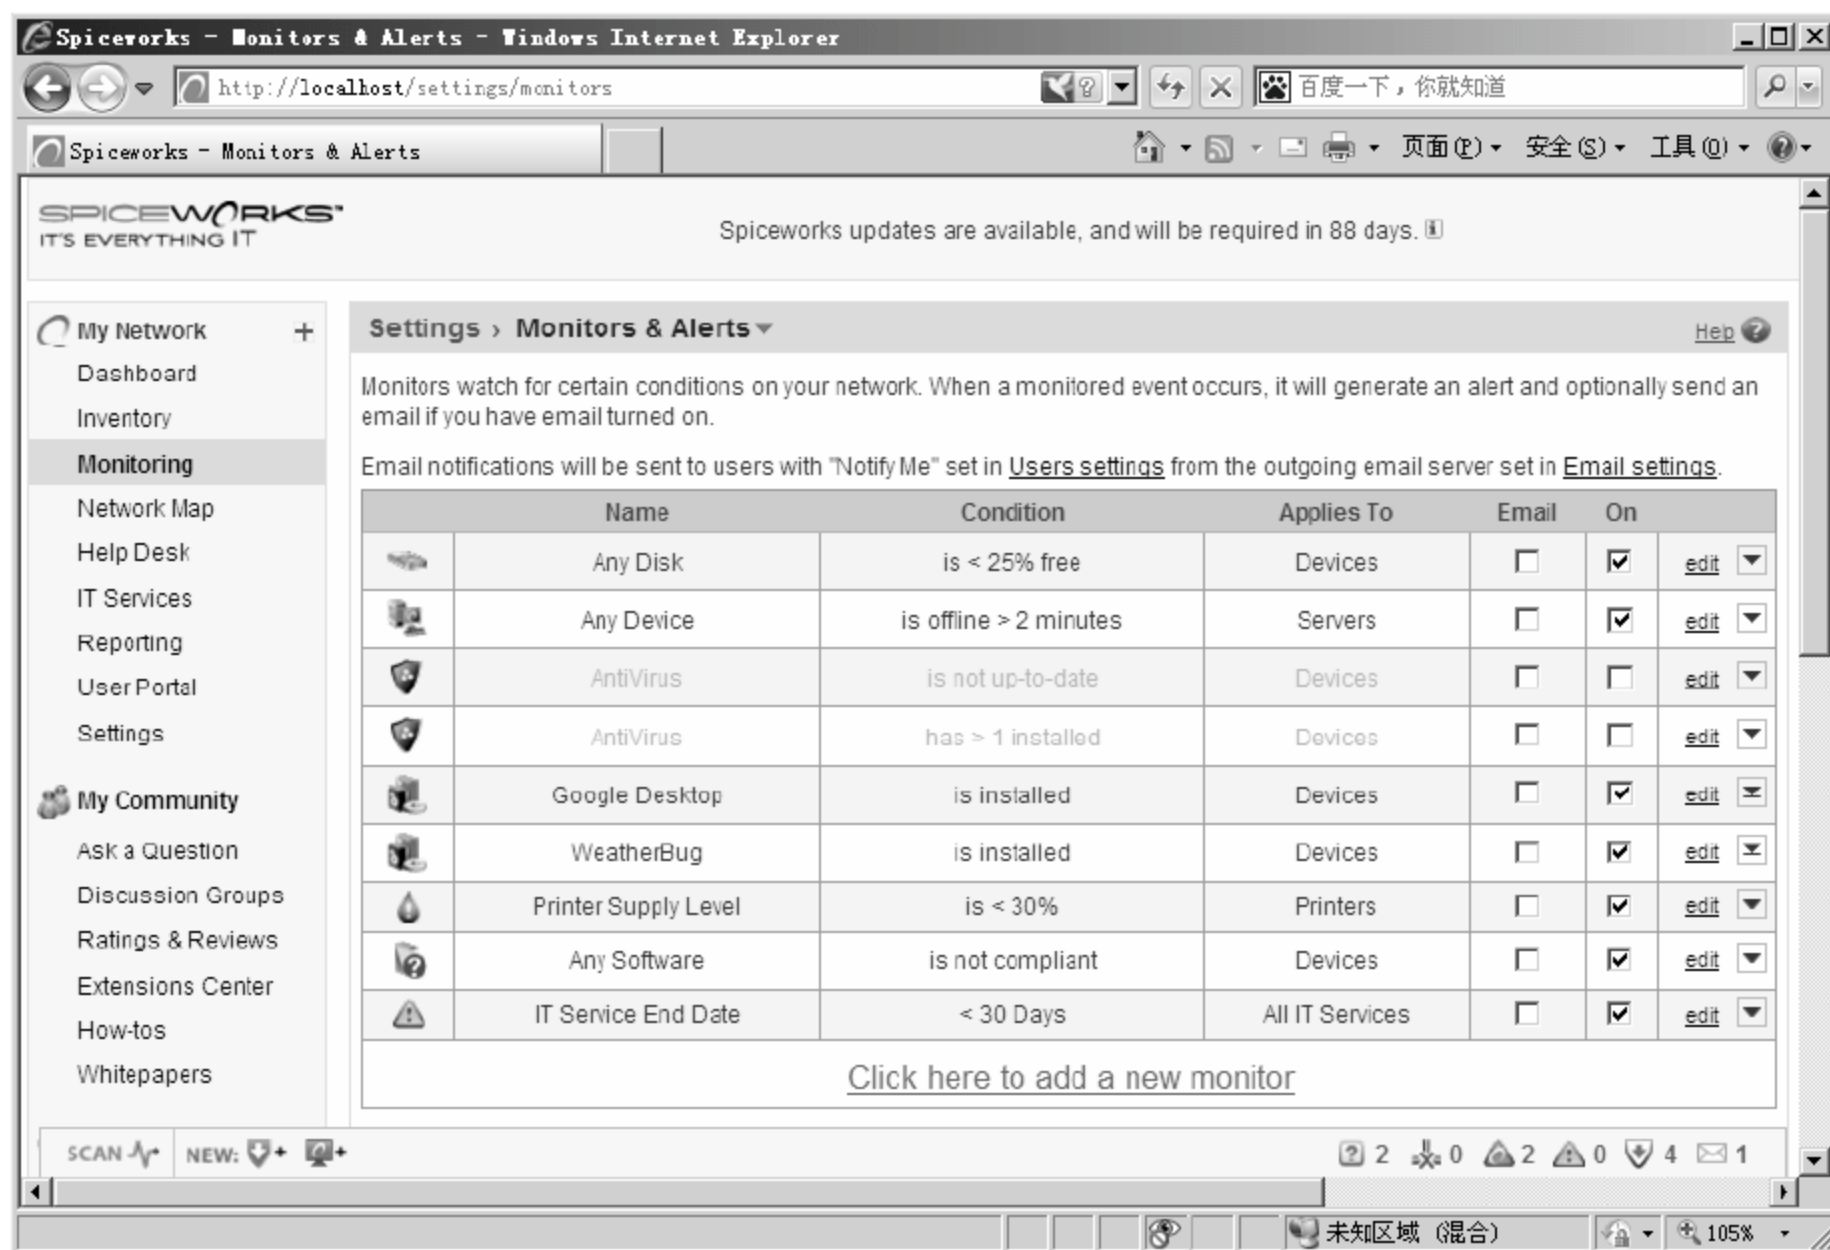 Spiceworks - Monitors & Alerts - Windows Internet Explorer
http://localhost/settings/monitors
百度一下，你就知道
Spiceworks - Monitors & Alerts
页面(P)
安全(S)
工具(O)
SPICEWORKS™
IT'S EVERYTHING IT
Spiceworks updates are available, and will be required in 88 days.
My Network +
Dashboard
Inventory
Monitoring
Network Map
Help Desk
IT Services
Reporting
User Portal
Settings
My Community
Ask a Question
Discussion Groups
Ratings & Reviews
Extensions Center
How-tos
Whitepapers
Settings › Monitors & Alerts
Help
Monitors watch for certain conditions on your network. When a monitored event occurs, it will generate an alert and optionally send an
email if you have email turned on.
Email notifications will be sent to users with "Notify Me" set in Users settings from the outgoing email server set in Email settings.
Name Condition Applies To Email On
Any Disk is < 25% free Devices edit
Any Device is offline > 2 minutes Servers edit
AntiVirus is not up-to-date Devices edit
AntiVirus has > 1 installed Devices edit
Google Desktop is installed Devices edit
WeatherBug is installed Devices edit
Printer Supply Level is < 30% Printers edit
Any Software is not compliant Devices edit
IT Service End Date < 30 Days All IT Services edit
Click here to add a new monitor
SCAN NEW: + +
2 0 2 0 4 1
未知区域 (混合)
105%